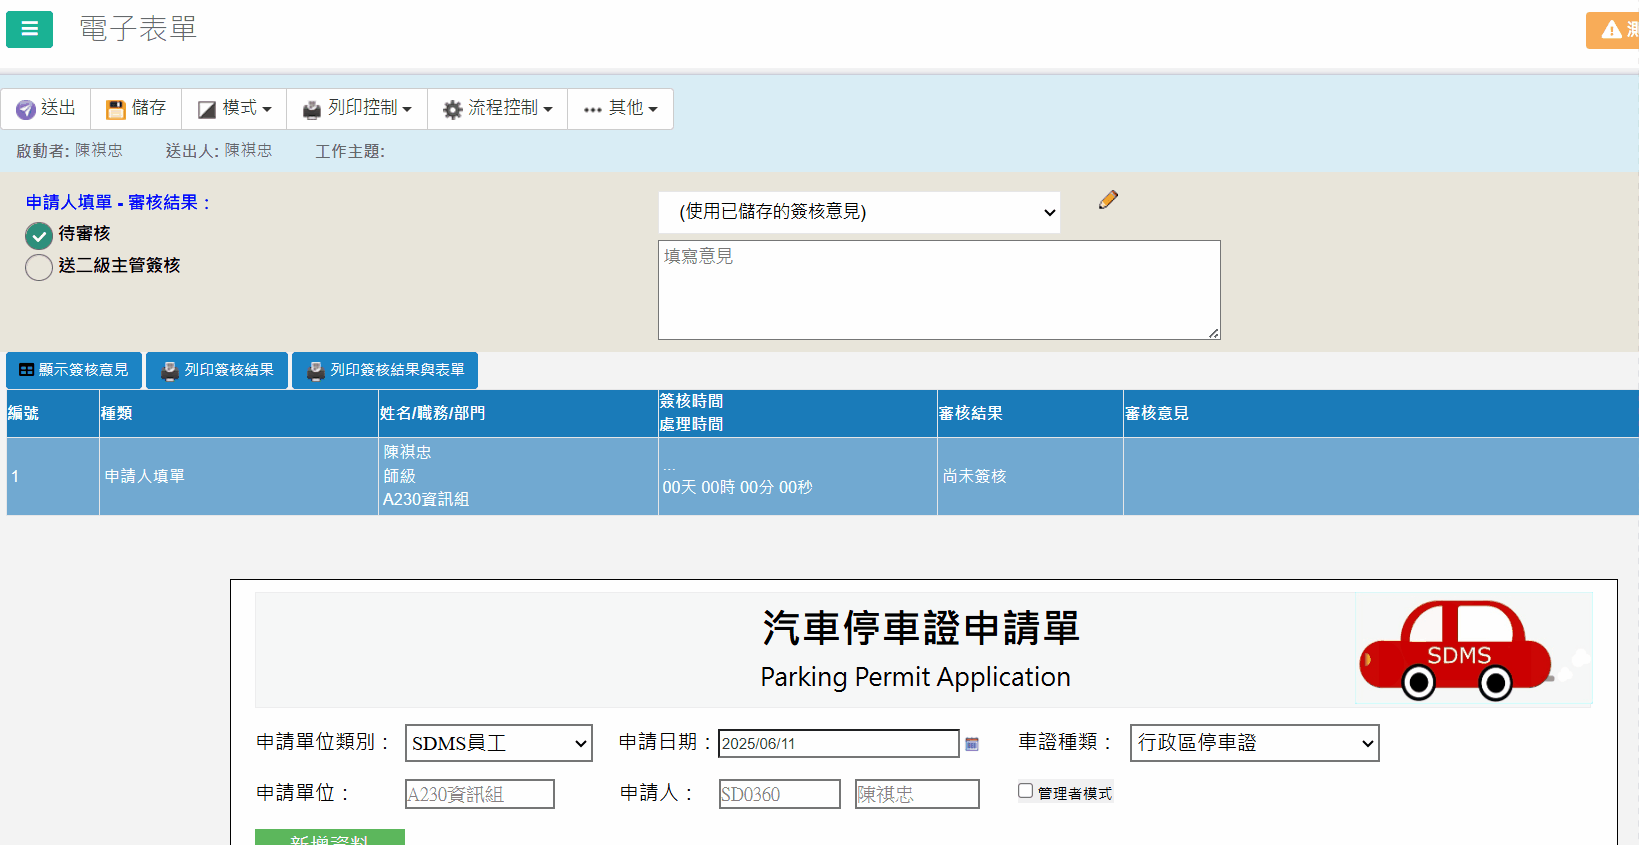 電子表單
測
送出 儲存 模式 列印控制 流程控制 其他
啟動者: 陳祺忠 送出人: 陳祺忠 工作主題:
申請人填單 - 審核結果：
(使用已儲存的簽核意見)
待審核
填寫意見
送二級主管簽核
顯示簽核意見 列印簽核結果 列印簽核結果與表單
編號 種類 姓名/職務/部門 簽核時間 處理時間 審核結果 審核意見
1 申請人填單 陳祺忠 師級 A230資訊組 ... 00天 00時 00分 00秒 尚未簽核
汽車停車證申請單
Parking Permit Application
SDMS
申請單位類別： SDMS員工 申請日期： 2025/06/11 車證種類： 行政區停車證
申請單位： A230資訊組 申請人： SD0360 陳祺忠 管理者模式
新增資料